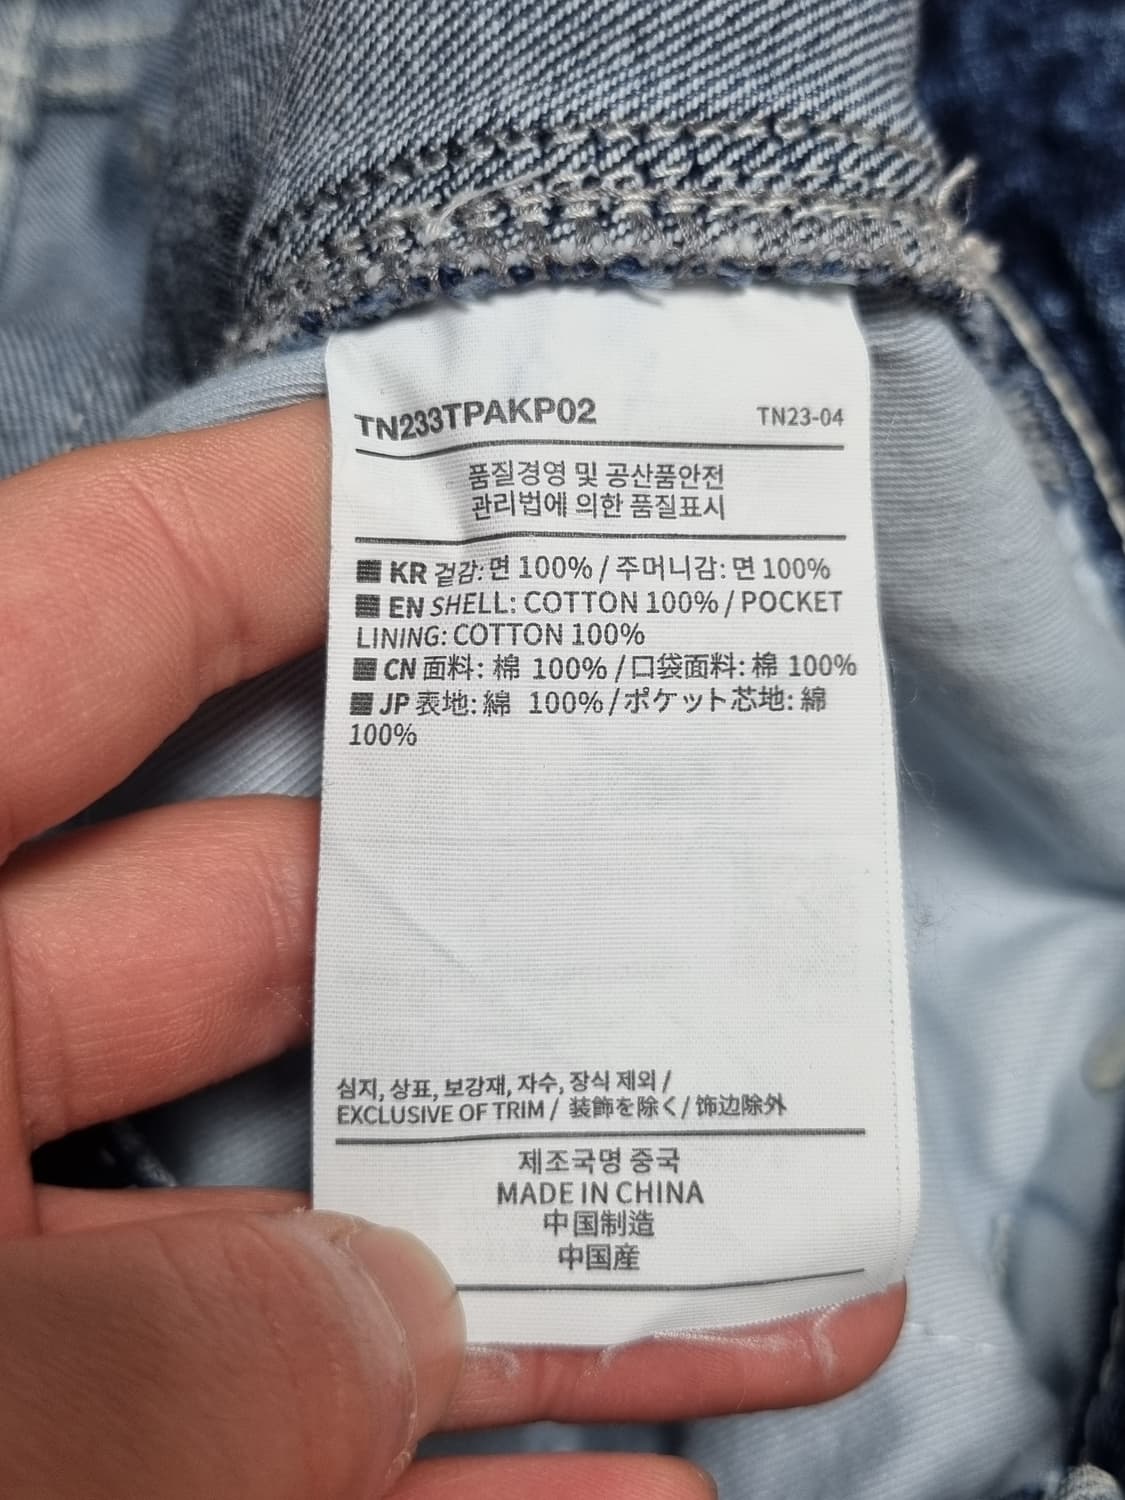 TN233TPAKP02 TN23-04
품질경영 및 공산품안전
관리법에 의한 품질표시
KR 겉감: 면 100% / 주머니감: 면 100%
EN SHELL: COTTON 100% / POCKET
LINING: COTTON 100%
CN 面料: 棉 100% / 口袋面料: 棉 100%
JP 表地: 綿 100% / ポケット芯地: 綿
100%
심지, 상표, 보강재, 자수, 장식 제외 /
EXCLUSIVE OF TRIM / 装飾を除く / 饰边除外
제조국명 중국
MADE IN CHINA
中国制造
中国産